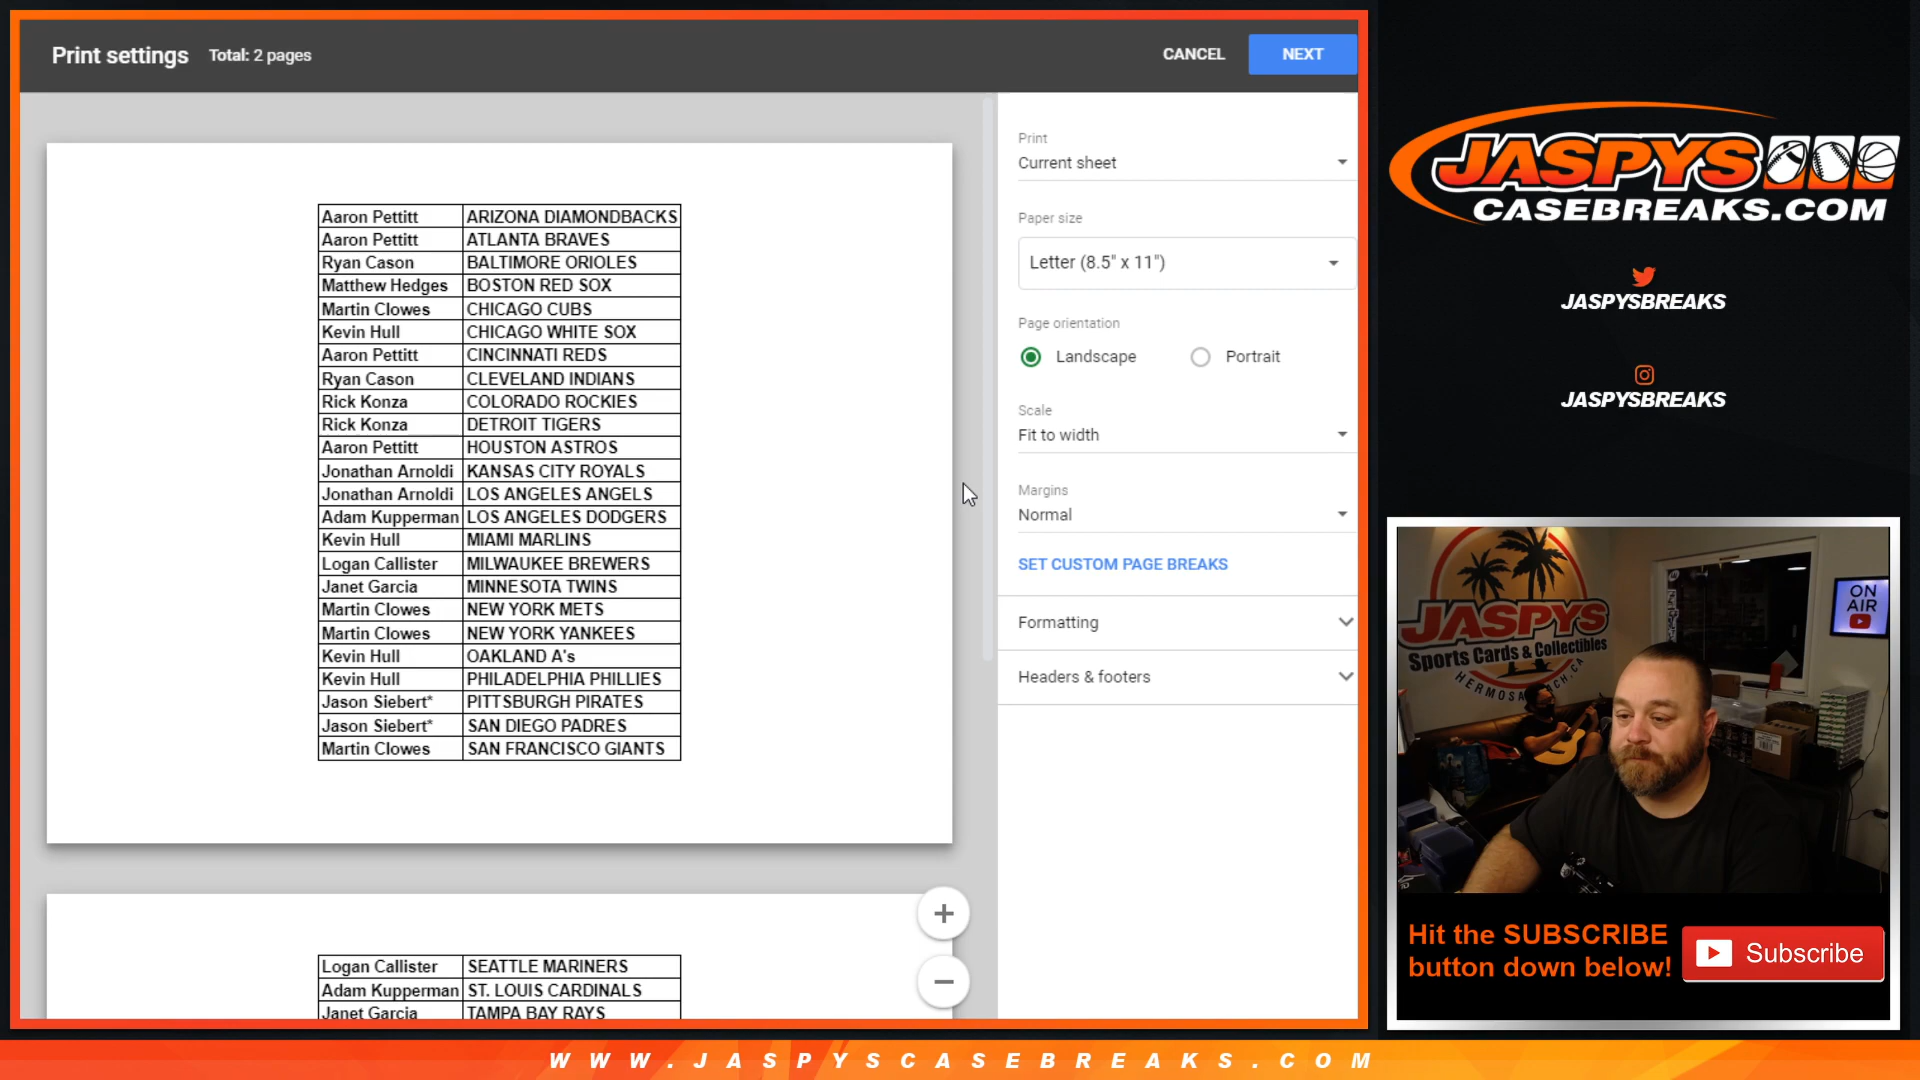 Print settings Total: 2 pages
CANCEL NEXT
Aaron Pettitt ARIZONA DIAMONDBACKS
Aaron Pettitt ATLANTA BRAVES
Ryan Cason BALTIMORE ORIOLES
Matthew Hedges BOSTON RED SOX
Martin Clowes CHICAGO CUBS
Kevin Hull CHICAGO WHITE SOX
Aaron Pettitt CINCINNATI REDS
Ryan Cason CLEVELAND INDIANS
Rick Konza COLORADO ROCKIES
Rick Konza DETROIT TIGERS
Aaron Pettitt HOUSTON ASTROS
Jonathan Arnoldi KANSAS CITY ROYALS
Jonathan Arnoldi LOS ANGELES ANGELS
Adam Kupperman LOS ANGELES DODGERS
Kevin Hull MIAMI MARLINS
Logan Callister MILWAUKEE BREWERS
Janet Garcia MINNESOTA TWINS
Martin Clowes NEW YORK METS
Martin Clowes NEW YORK YANKEES
Kevin Hull OAKLAND A's
Kevin Hull PHILADELPHIA PHILLIES
Jason Siebert* PITTSBURGH PIRATES
Jason Siebert* SAN DIEGO PADRES
Martin Clowes SAN FRANCISCO GIANTS
Logan Callister SEATTLE MARINERS
Adam Kupperman ST. LOUIS CARDINALS
Janet Garcia TAMPA BAY RAYS
Print
Current sheet
Paper size
Letter (8.5" x 11")
Page orientation
Landscape Portrait
Scale
Fit to width
Margins
Normal
SET CUSTOM PAGE BREAKS
Formatting
Headers & footers
JASPYS
CASEBREAKS.COM
JASPYSBREAKS
JASPYSBREAKS
ON
AIR
JASPYS
Sports Cards & Collectibles
Hit the SUBSCRIBE
button down below!
Subscribe
WWW.JASPYSCASEBREAKS.COM